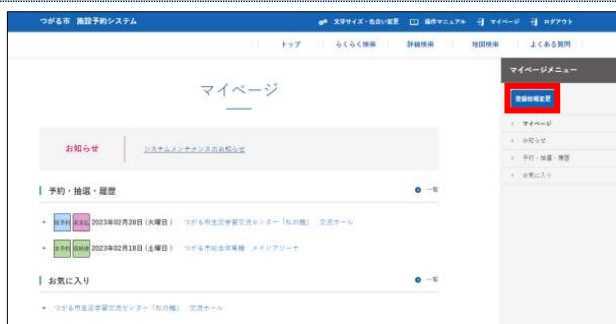 つがる市 施設予約システム
文字サイズ・色合い変更 操作マニュアル マイページ ログアウト
トップ らくらく検索 詳細検索 地図検索 よくある質問
マイページ
お知らせ システムメンテナンスのお知らせ
予約・抽選・履歴 一覧
仮予約 未支払 2023年02月28日(火曜日) つがる市生活学習交流センター「松の館」 交流ホール
2023年02月18日(土曜日) つがる市総合体育館 メインアリーナ
お気に入り 一覧
つがる市生活学習交流センター「松の館」 交流ホール
マイページメニュー
登録情報変更
マイページ
お知らせ
予約・抽選・履歴
お気に入り